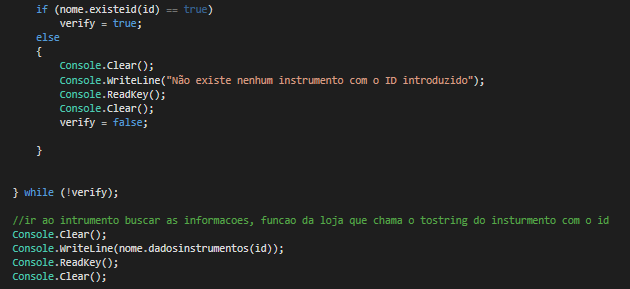 if (nome.existeid(id) == true)
verify = true;
else
{
Console.Clear();
Console.WriteLine("Não existe nenhum instrumento com o ID introduzido");
Console.ReadKey();
Console.Clear();
verify = false;
}
} while (!verify);
//ir ao intrumento buscar as informacoes, funcao da loja que chama o tostring do insturmento com o id
Console.Clear();
Console.WriteLine(nome.dadosinstrumentos(id));
Console.ReadKey();
Console.Clear();